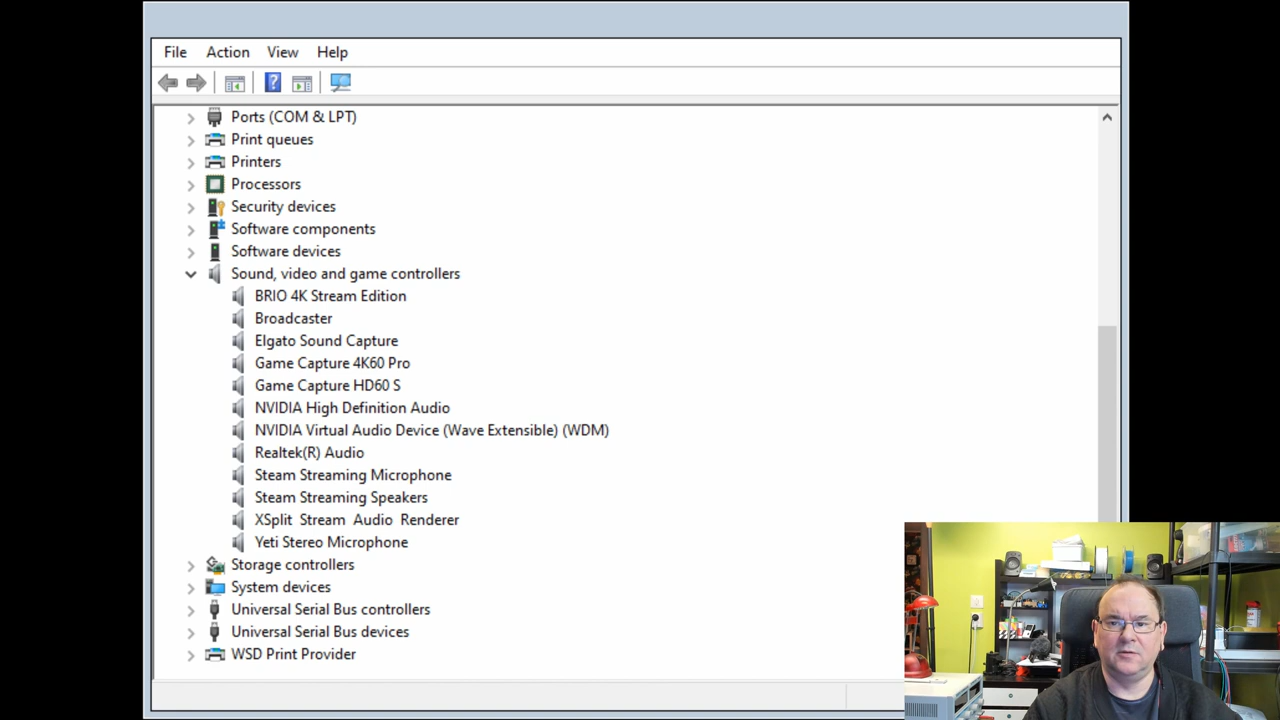 File Action View Help
Ports (COM & LPT)
Print queues
Printers
Processors
Security devices
Software components
Software devices
Sound, video and game controllers
BRIO 4K Stream Edition
Broadcaster
Elgato Sound Capture
Game Capture 4K60 Pro
Game Capture HD60 S
NVIDIA High Definition Audio
NVIDIA Virtual Audio Device (Wave Extensible) (WDM)
Realtek(R) Audio
Steam Streaming Microphone
Steam Streaming Speakers
XSplit Stream Audio Renderer
Yeti Stereo Microphone
Storage controllers
System devices
Universal Serial Bus controllers
Universal Serial Bus devices
WSD Print Provider